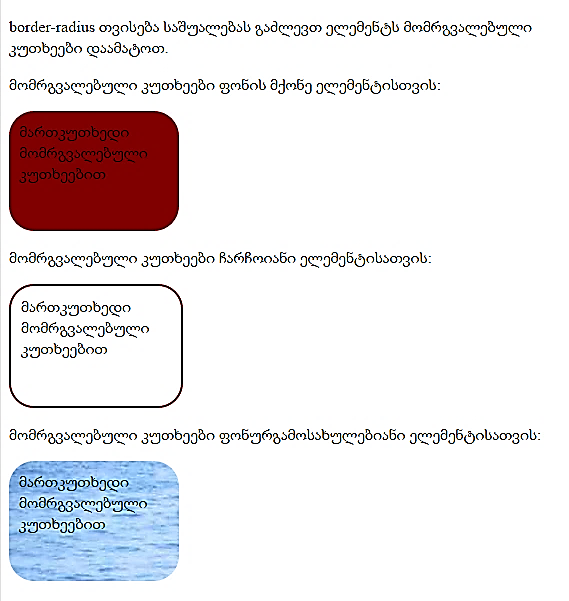 border-radius თვისება საშუალებას გაძლევთ ელემენტს მომრგვალებული
კუთხეები დაამატოთ.
მომრგვალებული კუთხეები ფონის მქონე ელემენტისთვის:
მართკუთხედი
მომრგვალებული
კუთხეებით
მომრგვალებული კუთხეები ჩარჩოიანი ელემენტისათვის:
მართკუთხედი
მომრგვალებული
კუთხეებით
მომრგვალებული კუთხეები ფონურგამოსახულებიანი ელემენტისათვის:
მართკუთხედი
მომრგვალებული
კუთხეებით